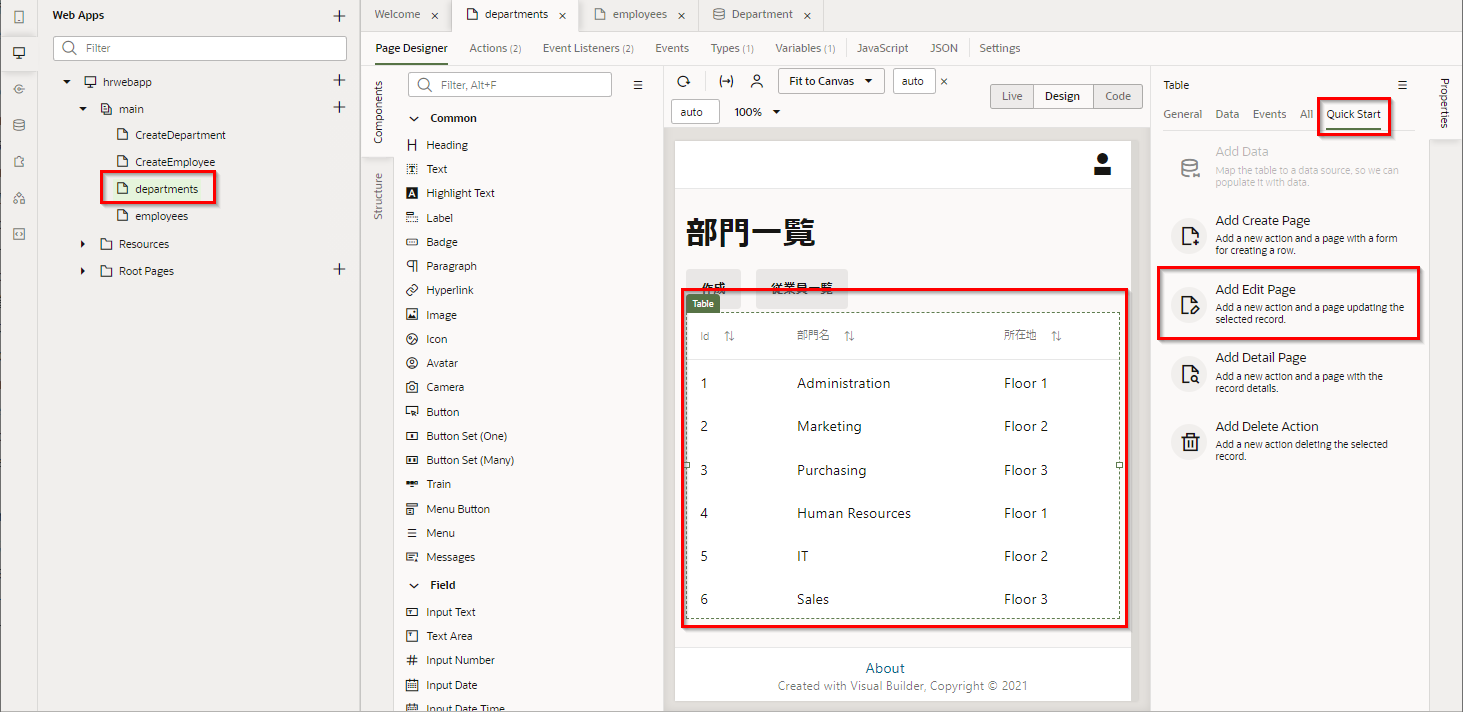 Web Apps
Filter
hrwebapp
main
CreateDepartment
CreateEmployee
departments
employees
Resources
Root Pages
Welcome
departments
employees
Department
Page Designer
Actions (2)
Event Listeners (2)
Events
Types (1)
Variables (1)
JavaScript
JSON
Settings
Components
Structure
Filter, Alt+F
Common
Heading
Text
Highlight Text
Label
Badge
Paragraph
Hyperlink
Image
Icon
Avatar
Camera
Button
Button Set (One)
Button Set (Many)
Train
Menu Button
Menu
Messages
Field
Input Text
Text Area
Input Number
Input Date
Input Date Time
Fit to Canvas
auto
auto
100%
Live
Design
Code
部門一覧
作成
従業員一覧
Table
Id 部門名 所在地
1 Administration Floor 1
2 Marketing Floor 2
3 Purchasing Floor 3
4 Human Resources Floor 1
5 IT Floor 2
6 Sales Floor 3
About
Created with Visual Builder, Copyright © 2021
Table
General
Data
Events
All
Quick Start
Add Data
Map the table to a data source, so we can
populate it with data.
Add Create Page
Add a new action and a page with a form
for creating a row.
Add Edit Page
Add a new action and a page updating the
selected record.
Add Detail Page
Add a new action and a page with the
record details.
Add Delete Action
Add a new action deleting the selected
record.
Properties